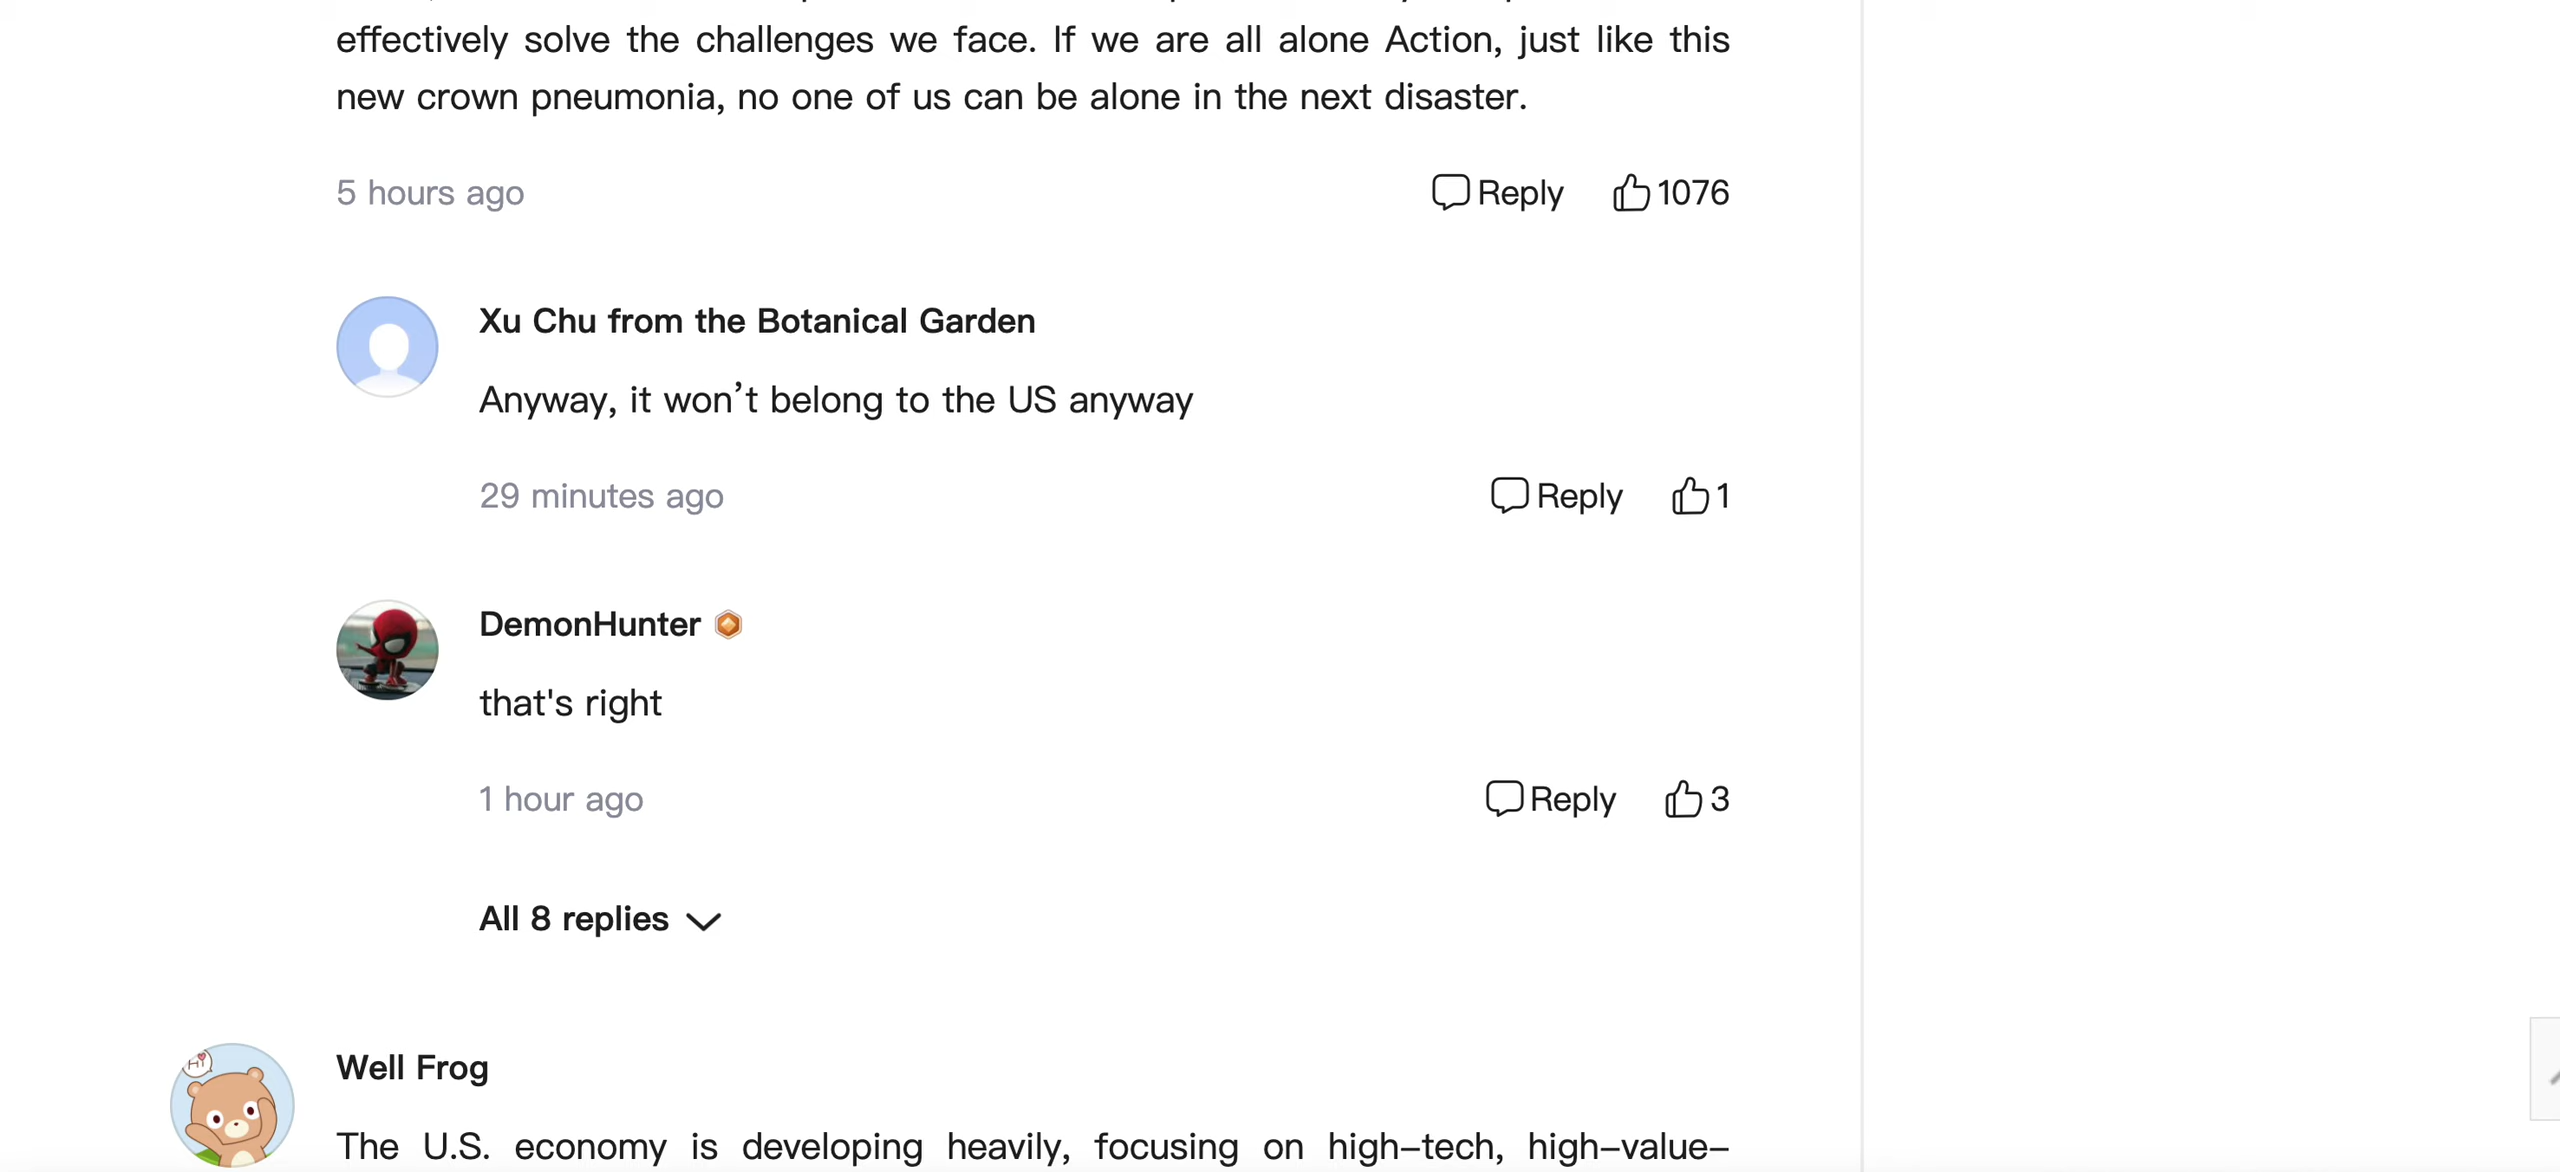 effectively solve the challenges we face. If we are all alone Action, just like this
new crown pneumonia, no one of us can be alone in the next disaster.
5 hours ago
Reply
1076
Xu Chu from the Botanical Garden
Anyway, it won’t belong to the US anyway
29 minutes ago
Reply
1
DemonHunter
that's right
1 hour ago
Reply
3
All 8 replies
Hi
Well Frog
The U.S. economy is developing heavily, focusing on high–tech, high–value–